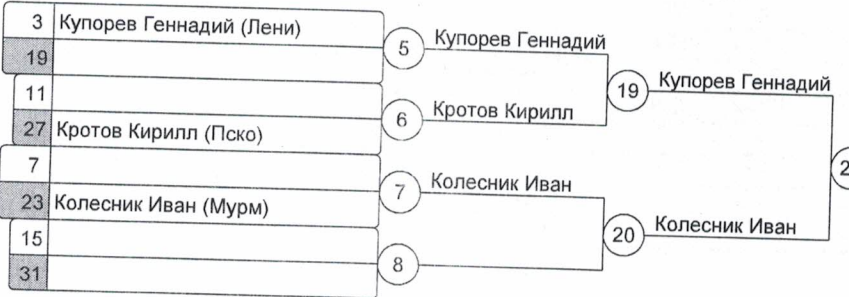 3 Купорев Геннадий (Лени)
19
11
27 Кротов Кирилл (Пско)
7
23 Колесник Иван (Мурм)
15
31
5 Купорев Геннадий
6 Кротов Кирилл
7 Колесник Иван
8
19 Купорев Геннадий
20 Колесник Иван